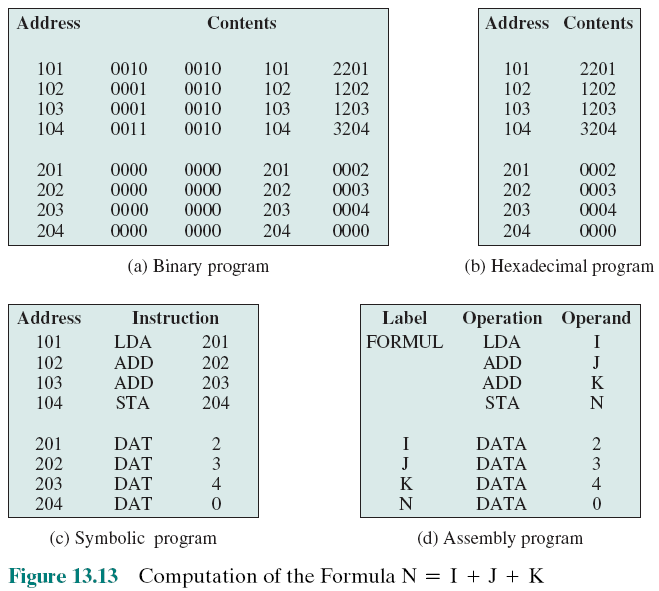 Address Contents
101 0010 0010 101 2201
102 0001 0010 102 1202
103 0001 0010 103 1203
104 0011 0010 104 3204
201 0000 0000 201 0002
202 0000 0000 202 0003
203 0000 0000 203 0004
204 0000 0000 204 0000
(a) Binary program
Address Contents
101 2201
102 1202
103 1203
104 3204
201 0002
202 0003
203 0004
204 0000
(b) Hexadecimal program
Address Instruction
101 LDA 201
102 ADD 202
103 ADD 203
104 STA 204
201 DAT 2
202 DAT 3
203 DAT 4
204 DAT 0
(c) Symbolic program
Label Operation Operand
FORMUL LDA I
ADD J
ADD K
STA N
I DATA 2
J DATA 3
K DATA 4
N DATA 0
(d) Assembly program
Figure 13.13 Computation of the Formula N = I + J + K